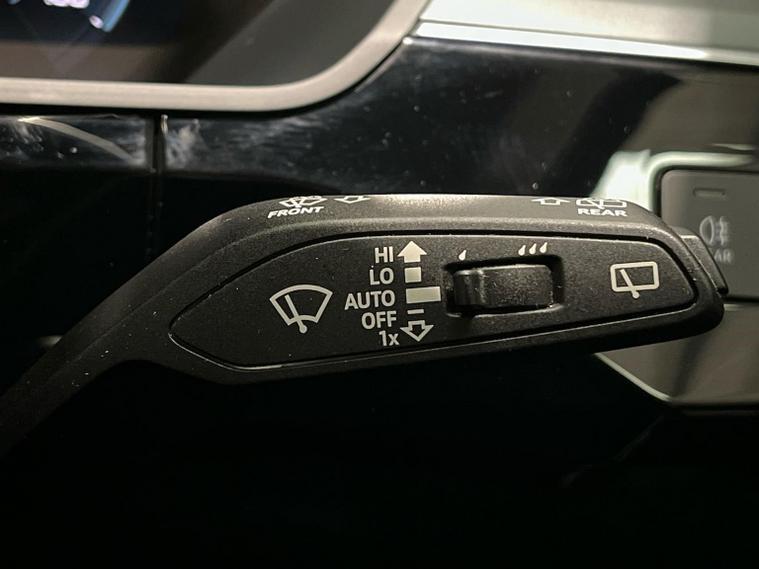 FRONT
REAR
HI
LO
AUTO
OFF
1x